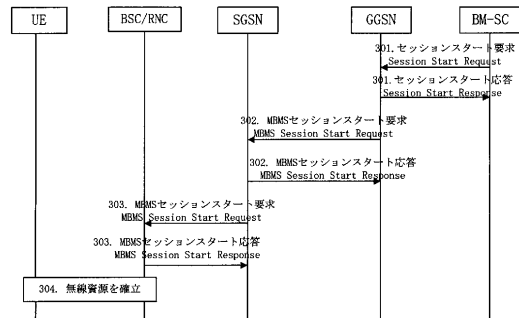 UE
BSC/RNC
SGSN
GGSN
BM-SC
301.セッションスタート要求
Session Start Request
301.セッションスタート応答
Session Start Response
302. MBMSセッションスタート要求
MBMS Session Start Request
302. MBMSセッションスタート応答
MBMS Session Start Response
303. MBMSセッションスタート要求
MBMS Session Start Request
303. MBMSセッションスタート応答
MBMS Session Start Response
304. 無線資源を確立